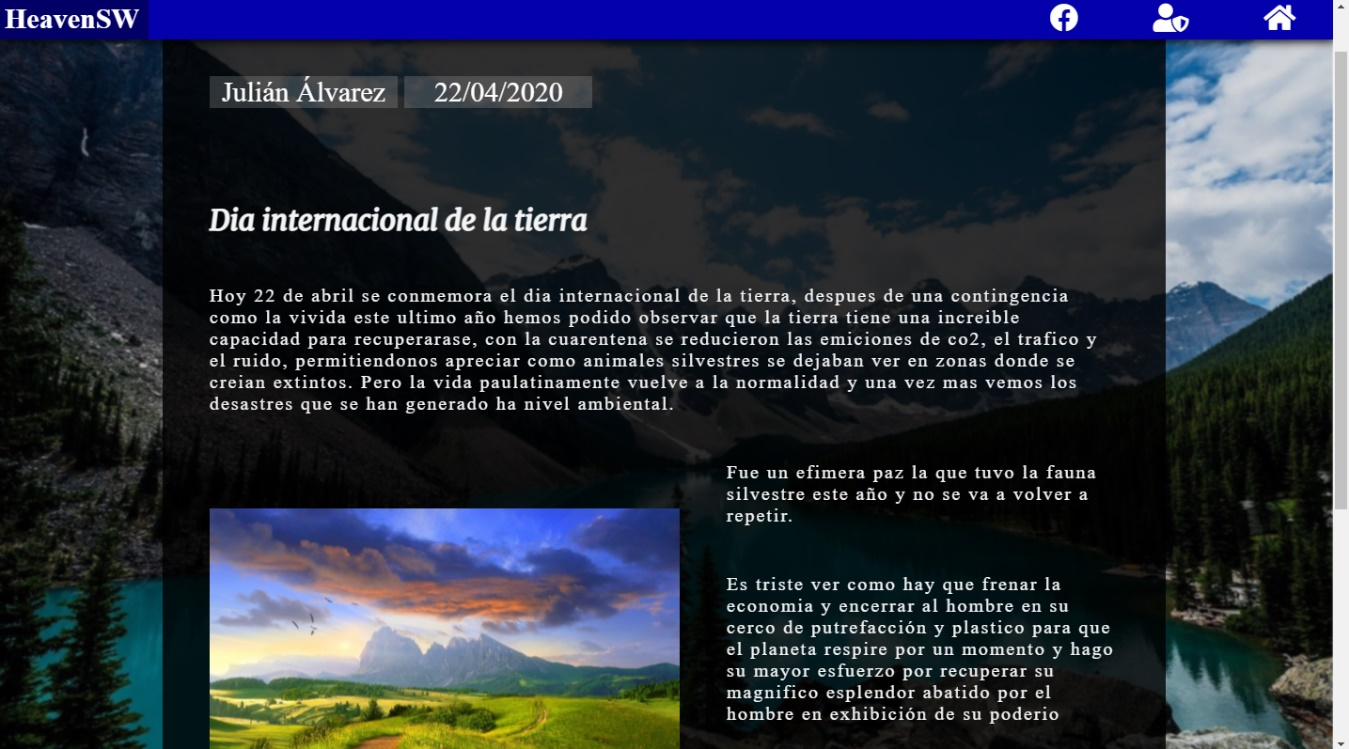 HeavenSW
Julián Álvarez 22/04/2020
Dia internacional de la tierra
Hoy 22 de abril se conmemora el dia internacional de la tierra, despues de una contingencia
como la vivida este ultimo año hemos podido observar que la tierra tiene una increible
capacidad para recuperarase, con la cuarentena se reducieron las emiciones de co2, el trafico y
el ruido, permitiendonos apreciar como animales silvestres se dejaban ver en zonas donde se
creian extintos. Pero la vida paulatinamente vuelve a la normalidad y una vez mas vemos los
desastres que se han generado ha nivel ambiental.
Fue un efimera paz la que tuvo la fauna
silvestre este año y no se va a volver a
repetir.
Es triste ver como hay que frenar la
economia y encerrar al hombre en su
cerco de putrefacción y plastico para que
el planeta respire por un momento y hago
su mayor esfuerzo por recuperar su
magnifico esplendor abatido por el
hombre en exhibición de su poderio